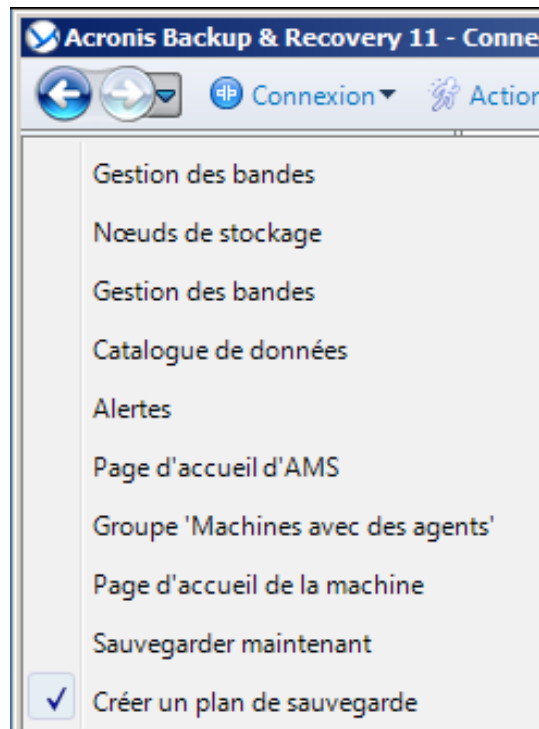 Acronis Backup & Recovery 11 - Conne
Connexion Action
Gestion des bandes
Nœuds de stockage
Gestion des bandes
Catalogue de données
Alertes
Page d'accueil d'AMS
Groupe 'Machines avec des agents'
Page d'accueil de la machine
Sauvegarder maintenant
Créer un plan de sauvegarde